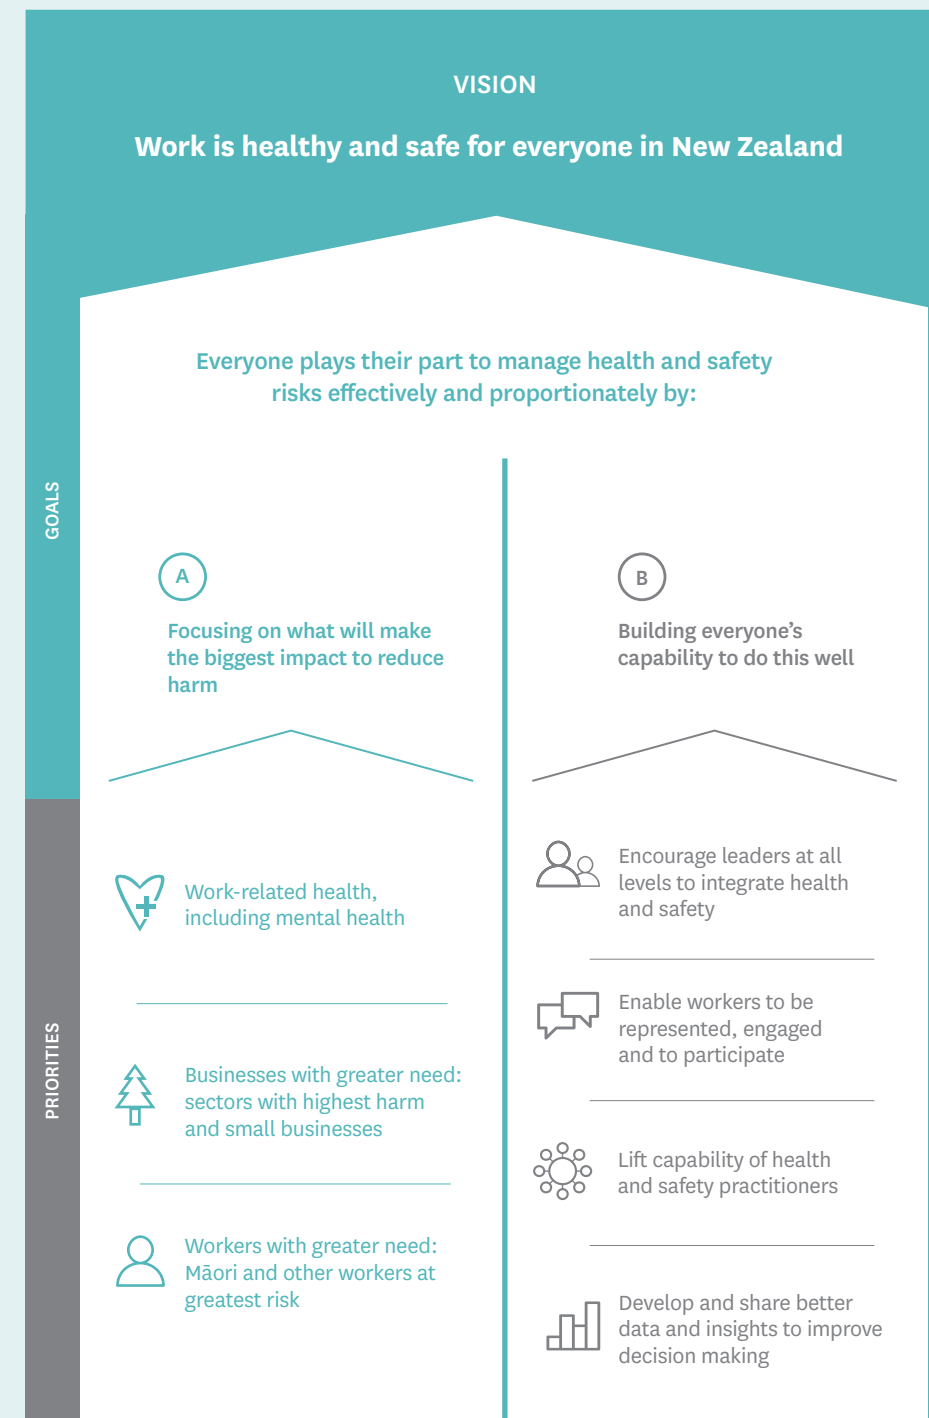 VISION
Work is healthy and safe for everyone in New Zealand
Everyone plays their part to manage health and safety
risks effectively and proportionately by:
GOALS
A
Focusing on what will make
the biggest impact to reduce
harm
B
Building everyone’s
capability to do this well
PRIORITIES
Work-related health,
including mental health
Businesses with greater need:
sectors with highest harm
and small businesses
Workers with greater need:
Māori and other workers at
greatest risk
Encourage leaders at all
levels to integrate health
and safety
Enable workers to be
represented, engaged
and to participate
Lift capability of health
and safety practitioners
Develop and share better
data and insights to improve
decision making